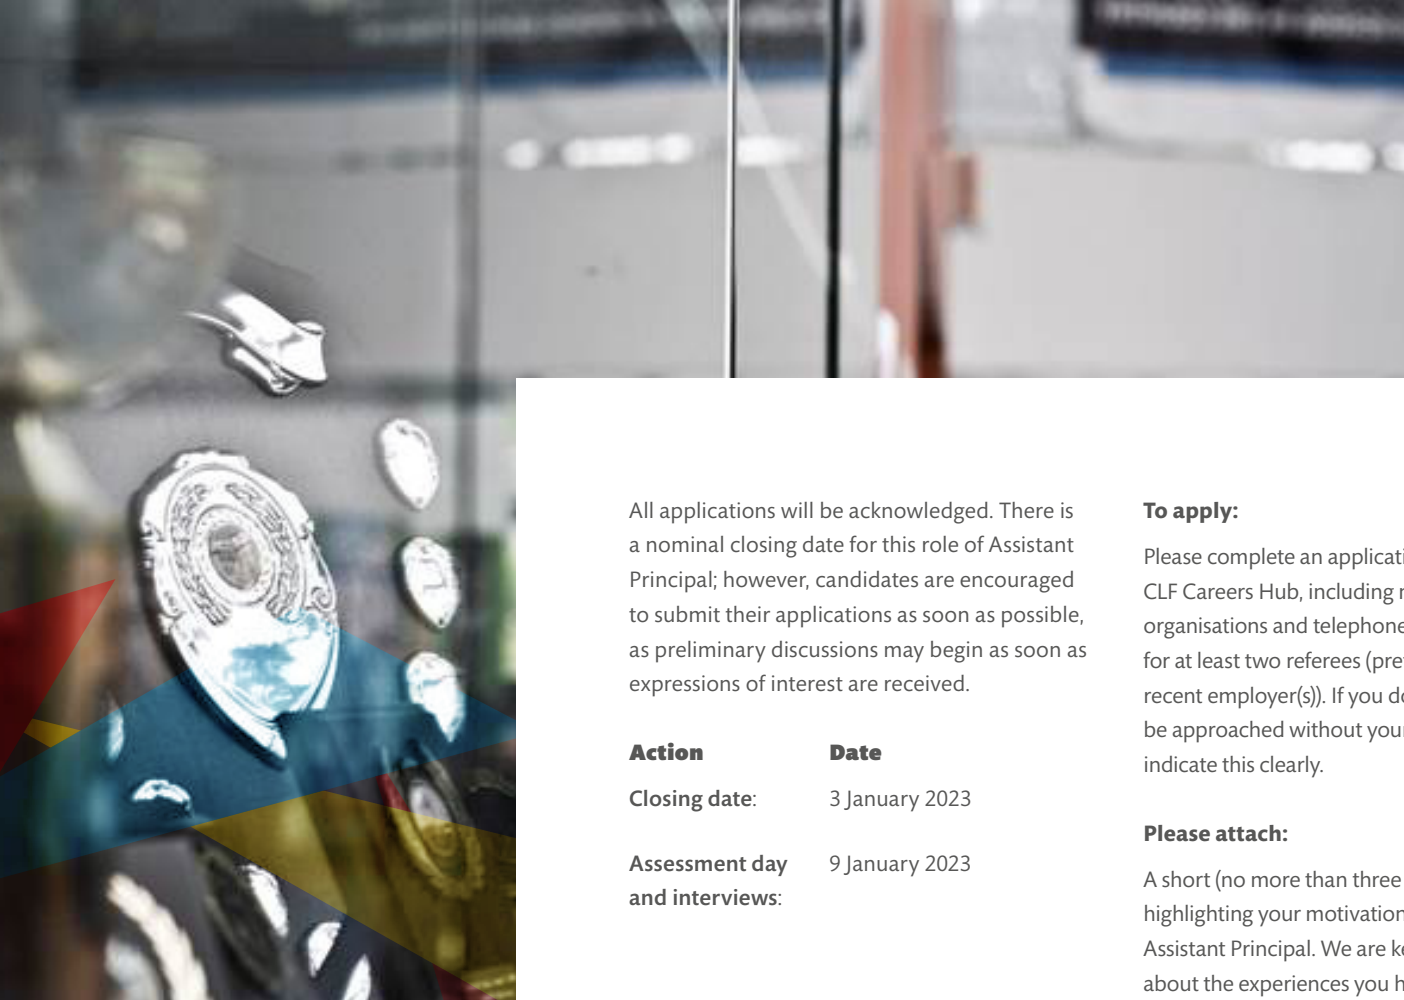 All applications will be acknowledged. There is
a nominal closing date for this role of Assistant
Principal; however, candidates are encouraged
to submit their applications as soon as possible,
as preliminary discussions may begin as soon as
expressions of interest are received.
Action Date
Closing date: 3 January 2023
Assessment day 9 January 2023
and interviews:
To apply:
Please complete an applicati
CLF Careers Hub, including
organisations and telephone
for at least two referees (pre
recent employer(s)). If you do
be approached without your
indicate this clearly.
Please attach:
A short (no more than three
highlighting your motivation
Assistant Principal. We are ke
about the experiences you h